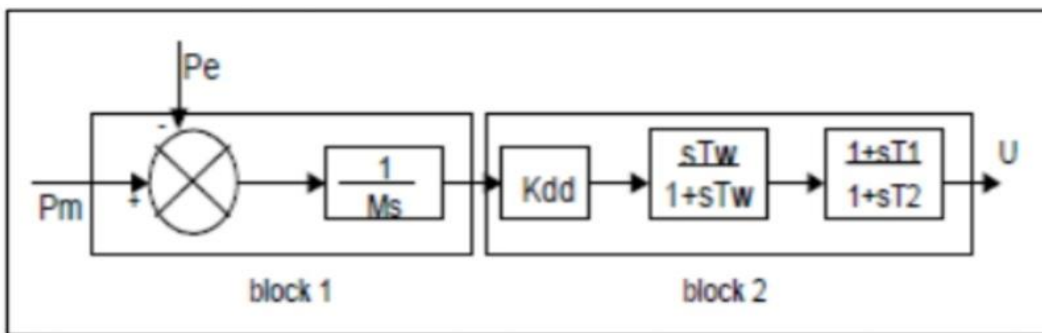 Pe
-
Pm
+
1
Ms
Kdd
sTw
1+sTw
1+sT1
1+sT2
U
block 1
block 2